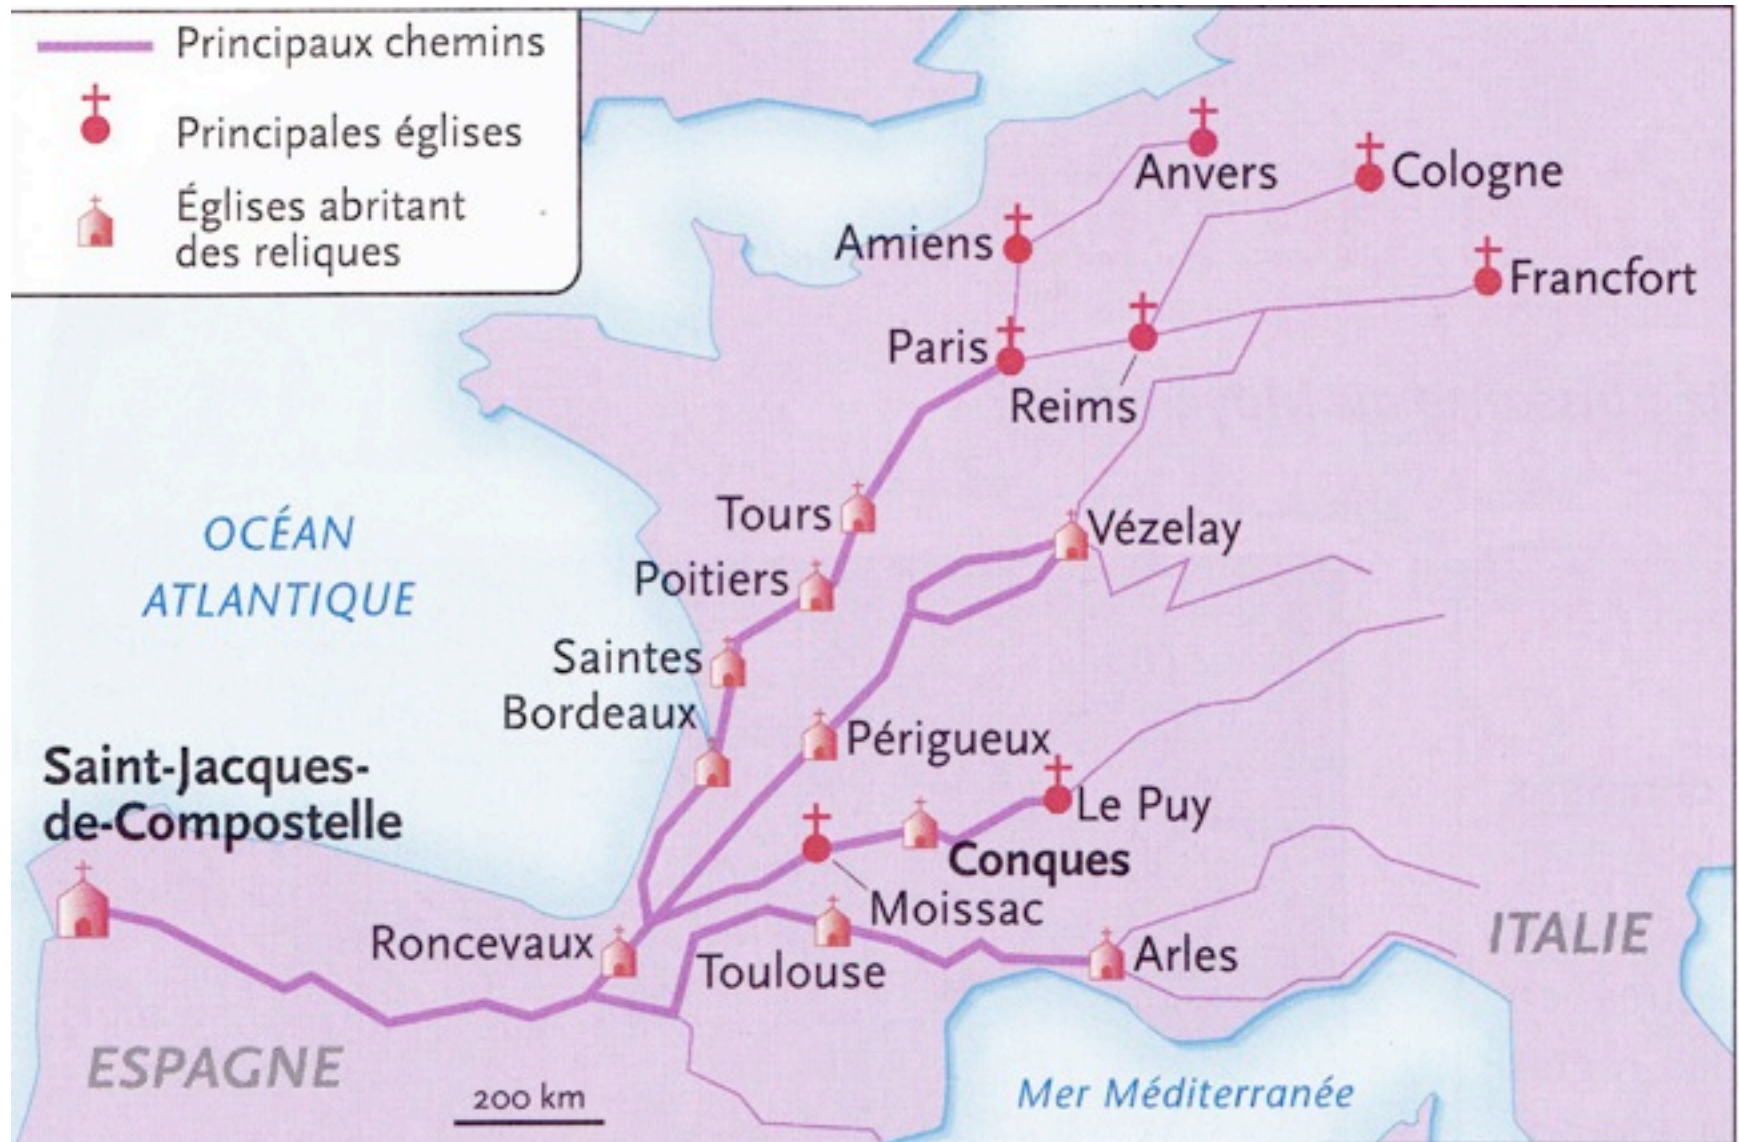 Principaux chemins
Principales églises
Églises abritant
des reliques
Anvers
Cologne
Amiens
Francfort
Paris
Reims
Tours
Vézelay
OCÉAN
ATLANTIQUE
Poitiers
Saintes
Bordeaux
Périgueux
Saint-Jacques-
de-Compostelle
Le Puy
Conques
Moissac
Roncevaux
Toulouse
Arles
ITALIE
ESPAGNE
200 km
Mer Méditerranée